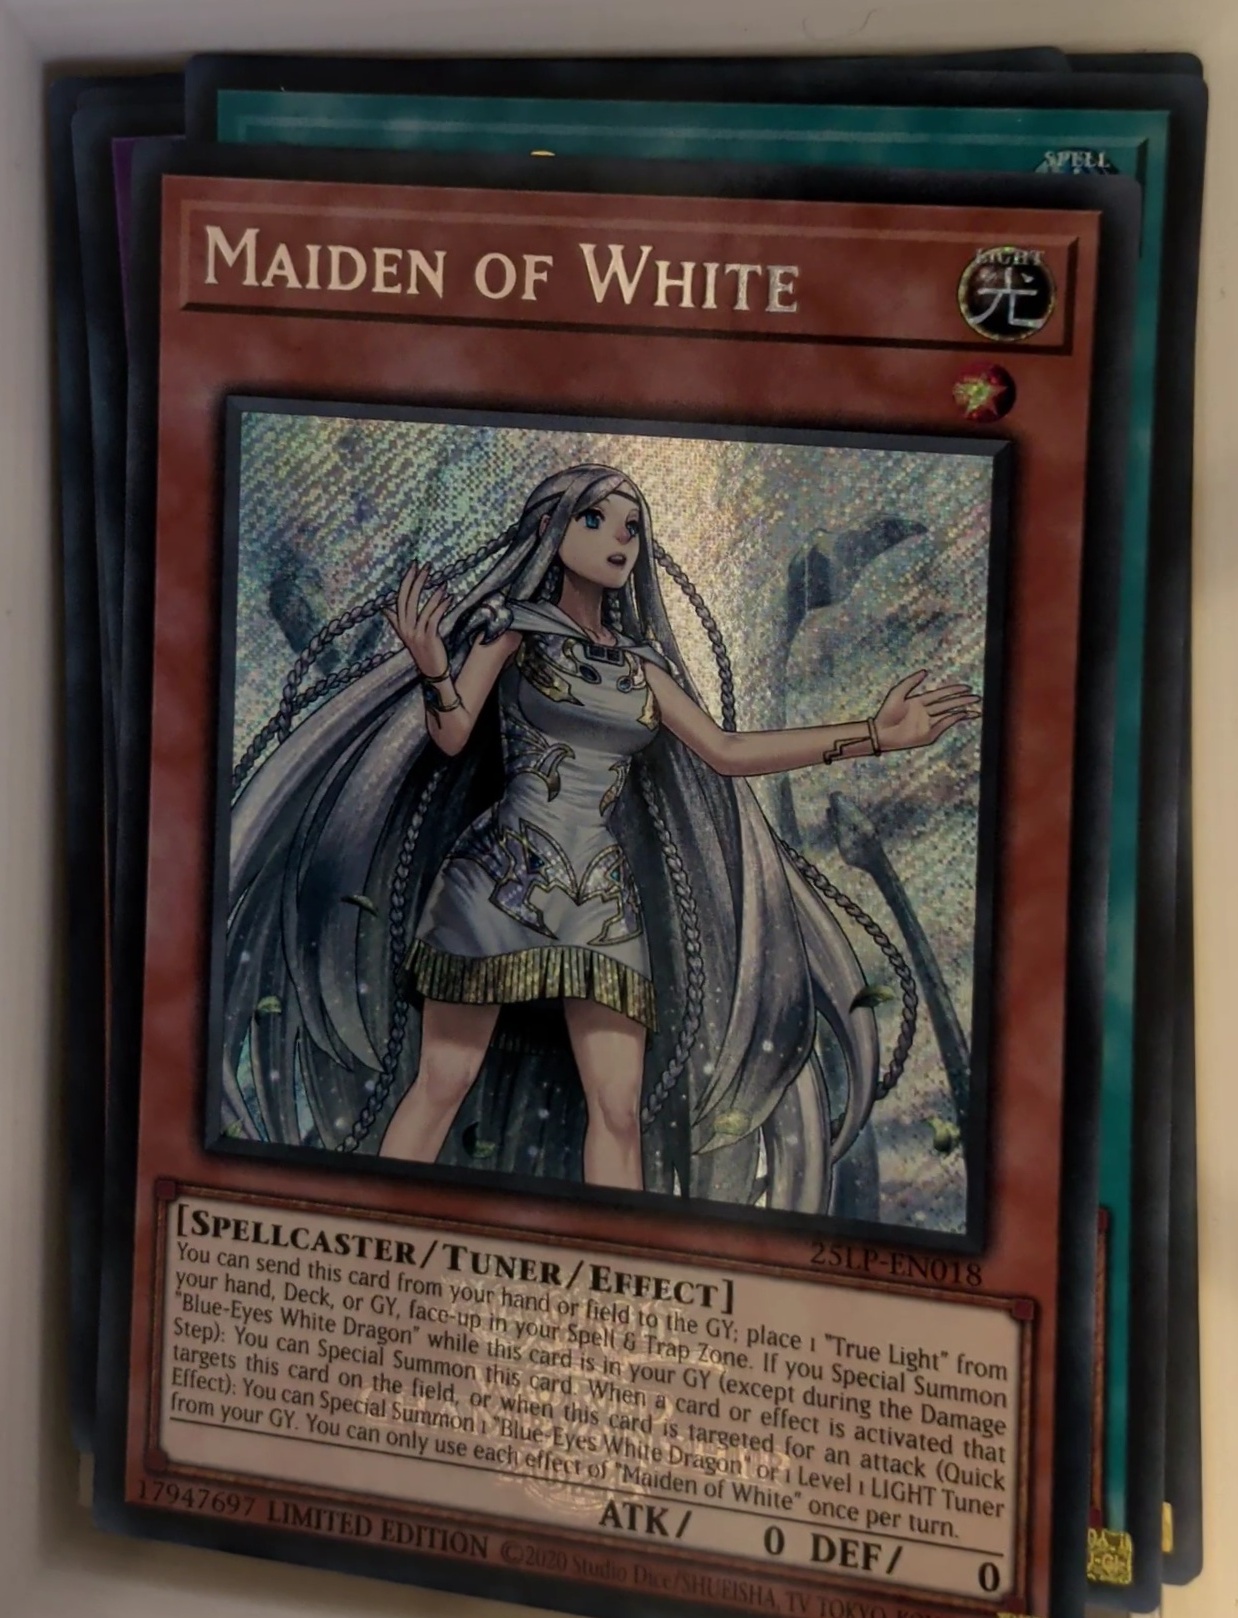 SPELL
MAIDEN OF WHITE
LIGHT
光
25LP-EN018
[SPELLCASTER/TUNER/EFFECT]
You can send this card from your hand or field to the GY; place 1 "True Light" from
your hand, Deck, or GY, face-up in your Spell & Trap Zone. If you Special Summon
"Blue-Eyes White Dragon" while this card is in your GY (except during the Damage
Step): You can Special Summon this card. When a card or effect is activated that
targets this card on the field, or when this card is targeted for an attack (Quick
Effect): You can Special Summon 1 "Blue-Eyes White Dragon" or 1 Level 1 LIGHT Tuner
from your GY. You can only use each effect of "Maiden of White" once per turn.
ATK/ 0 DEF/ 0
17947697 LIMITED EDITION ©2020 Studio Dice/SHUEISHA, TV TOKYO,